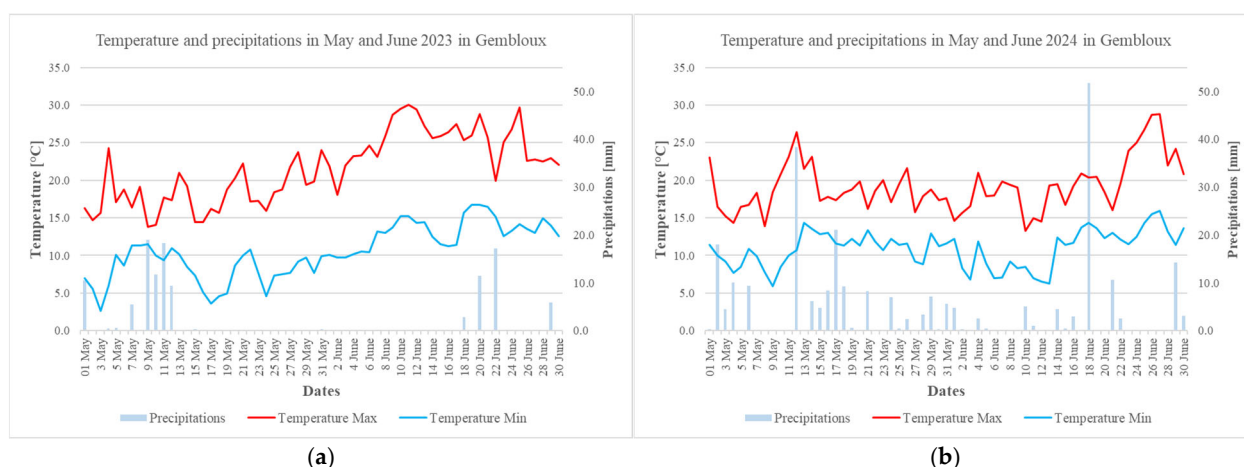 Temperature and precipitations in May and June 2023 in Gembloux
Temperature [°C]
35.0
30.0
25.0
20.0
15.0
10.0
5.0
0.0
50.0
40.0
30.0
20.0
10.0
0.0
Precipitations [mm]
01 May
3 May
5 May
7 May
9 May
11 May
13 May
15 May
17 May
19 May
21 May
23 May
25 May
27 May
29 May
31 May
2 June
4 June
6 June
8 June
10 June
12 June
14 June
16 June
18 June
20 June
22 June
24 June
26 June
28 June
30 June
Dates
Precipitations Temperature Max Temperature Min
(a)
Temperature and precipitations in May and June 2024 in Gembloux
Temperature [°C]
35.0
30.0
25.0
20.0
15.0
10.0
5.0
0.0
50.0
40.0
30.0
20.0
10.0
0.0
Precipitations [mm]
01 May
3 May
5 May
7 May
9 May
11 May
13 May
15 May
17 May
19 May
21 May
23 May
25 May
27 May
29 May
31 May
2 June
4 June
6 June
8 June
10 June
12 June
14 June
16 June
18 June
20 June
22 June
24 June
26 June
28 June
30 June
Dates
Precipitations Temperature Max Temperature Min
(b)